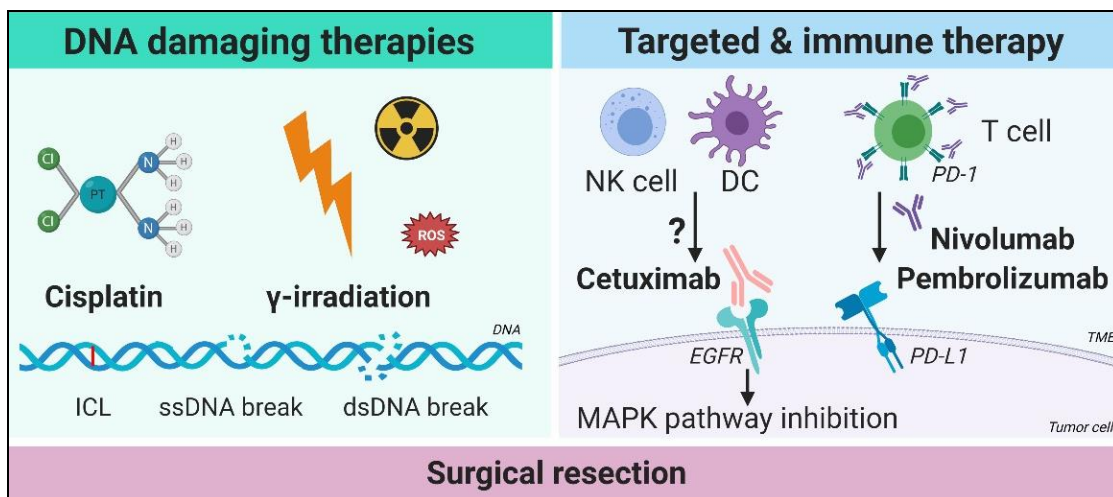 DNA damaging therapies
Cl
Cl
PT
N
N
H
H
H
H
H
H
ROS
Cisplatin
γ-irradiation
DNA
ICL
ssDNA break
dsDNA break
Targeted & immune therapy
NK cell
DC
T cell
PD-1
?
Cetuximab
Nivolumab
Pembrolizumab
EGFR
PD-L1
TME
MAPK pathway inhibition
Tumor cell
Surgical resection